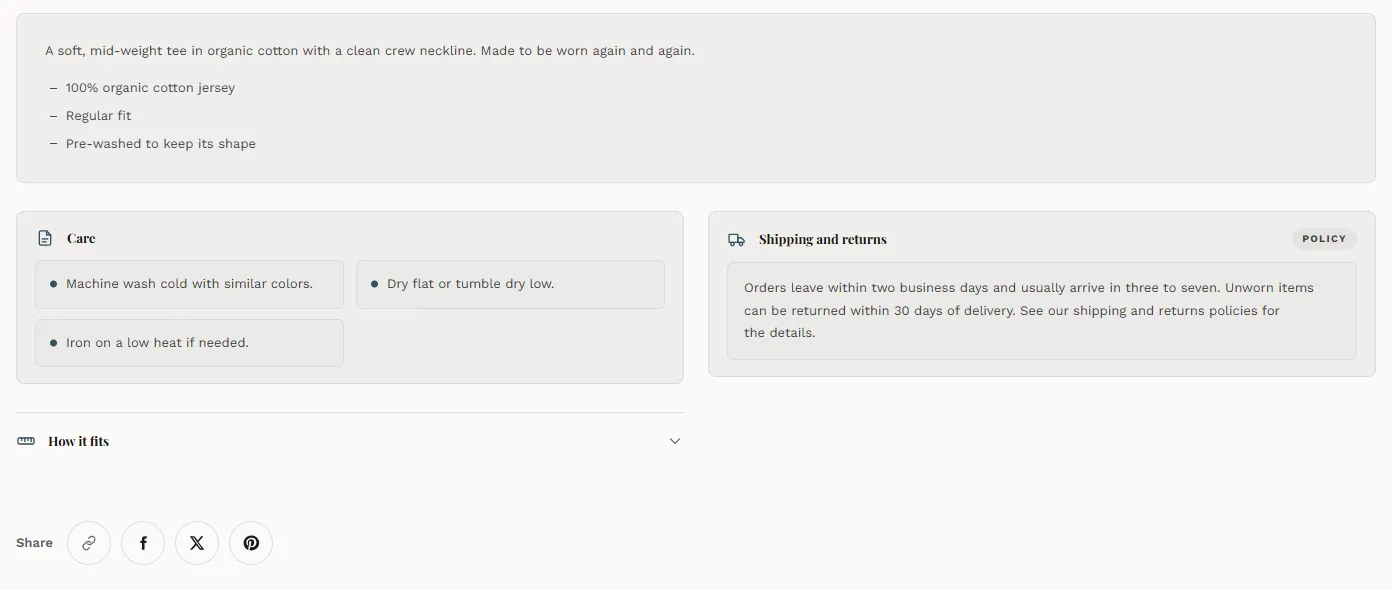 A soft, mid-weight tee in organic cotton with a clean crew neckline. Made to be worn again and again.
– 100% organic cotton jersey
– Regular fit
– Pre-washed to keep its shape
Care
Machine wash cold with similar colors.
Dry flat or tumble dry low.
Iron on a low heat if needed.
Shipping and returns
POLICY
Orders leave within two business days and usually arrive in three to seven. Unworn items
can be returned within 30 days of delivery. See our shipping and returns policies for
the details.
How it fits
Share